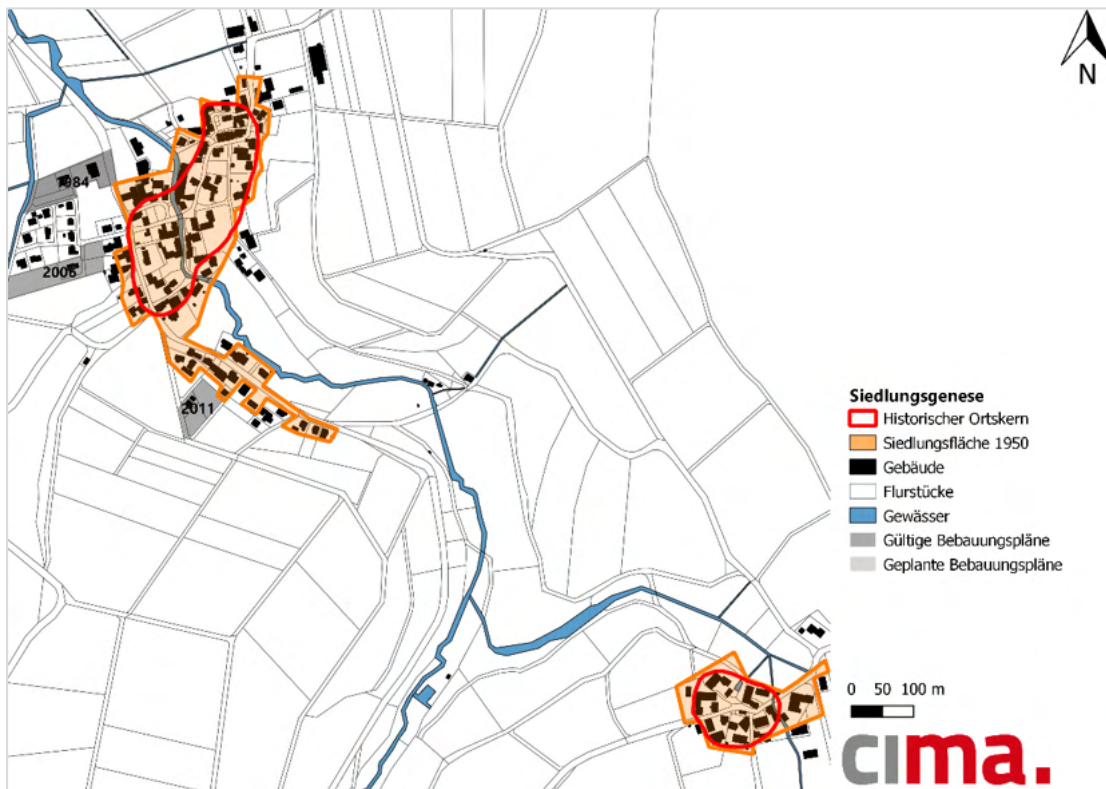 N
1984
2006
2011
Siedlungsgenese
Historischer Ortskern
Siedlungsfläche 1950
Gebäude
Flurstücke
Gewässer
Gültige Bebauungspläne
Geplante Bebauungspläne
0 50 100 m
cima.